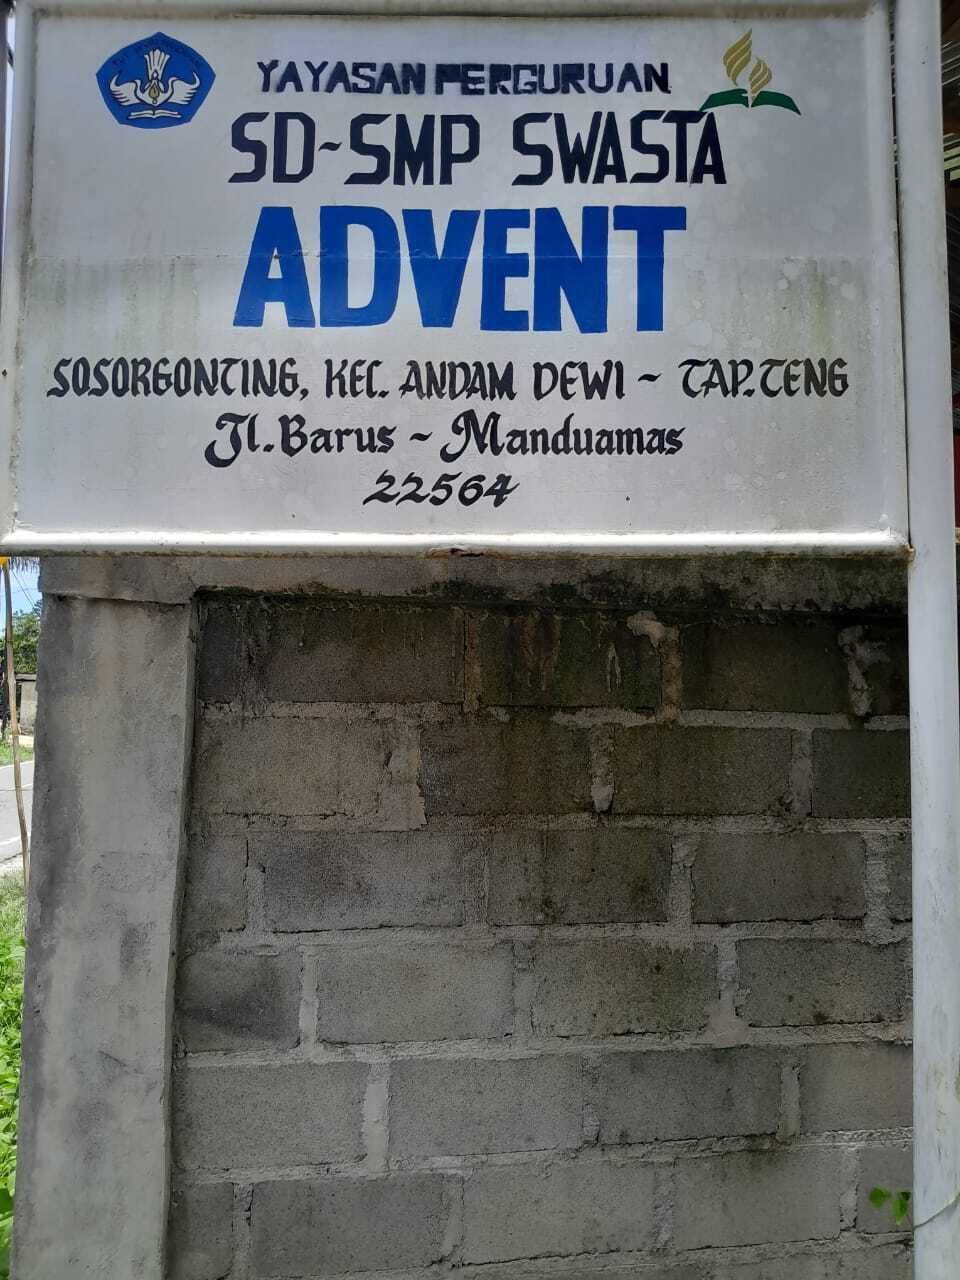 YAYASAN PERGURUAN
SD-SMP SWASTA
ADVENT
SOSORGONTING, KEC. ANDAM DEWI - TAP.TENG
Jl. Barus - Manduamas
22564